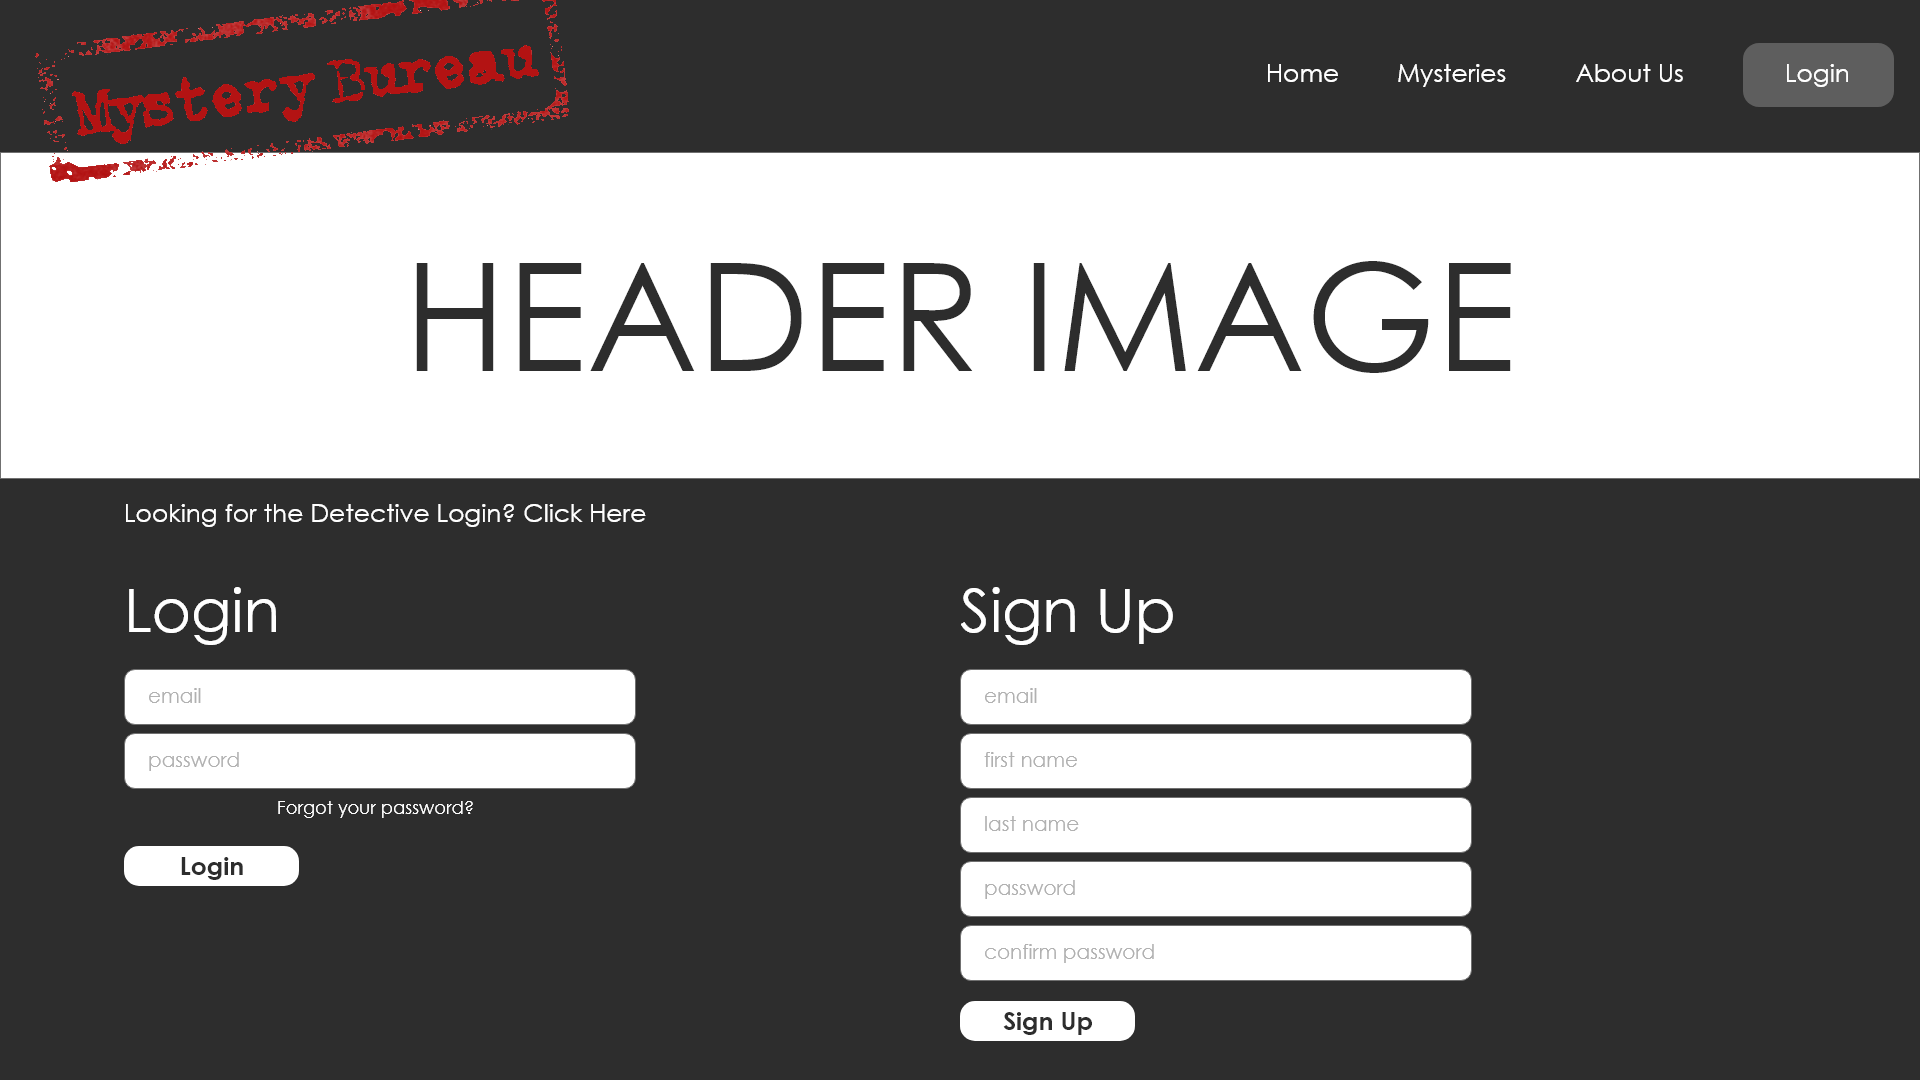 Mystery Bureau
Home Mysteries About Us Login
HEADER IMAGE
Looking for the Detective Login? Click Here
Login
email
password
Forgot your password?
Login
Sign Up
email
first name
last name
password
confirm password
Sign Up